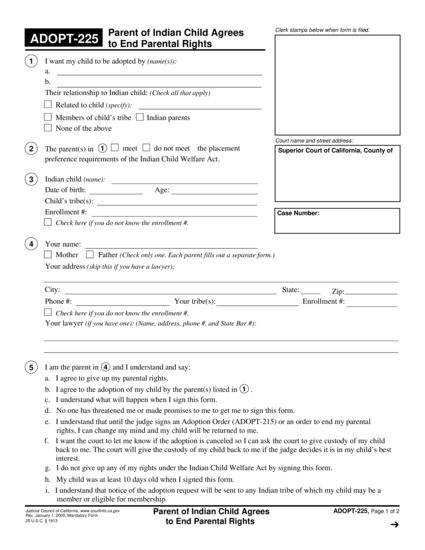 ADOPT-225
Parent of Indian Child Agrees
to End Parental Rights
Clerk stamps below when form is filed.
Court name and street address:
Superior Court of California, County of
Case Number:
1 I want my child to be adopted by (name(s)):
a.
b.
Their relationship to Indian child: (Check all that apply)
Related to child (specify):
Members of child's tribe Indian parents
None of the above
2 The parent(s) in 1 meet do not meet the placement
preference requirements of the Indian Child Welfare Act.
3 Indian child (name):
Date of birth: Age:
Child's tribe(s):
Enrollment #:
Check here if you do not know the enrollment #.
4 Your name:
Mother Father (Check only one. Each parent fills out a separate form.)
Your address (skip this if you have a lawyer):
City: State: Zip:
Phone #: Your tribe(s): Enrollment #:
Check here if you do not know the enrollment #.
Your lawyer (if you have one): (Name, address, phone #, and State Bar #):
5 I am the parent in 4 and I understand and say:
a. I agree to give up my parental rights.
b. I agree to the adoption of my child by the parent(s) listed in 1 .
c. I understand what will happen when I sign this form.
d. No one has threatened me or made promises to me to get me to sign this form.
e. I understand that until the judge signs an Adoption Order (ADOPT-215) or an order to end my parental
rights, I can change my mind and my child will be returned to me.
f. I want the court to let me know if the adoption is canceled so I can ask the court to give custody of my child
back to me. The court will give the custody of my child back to me if the judge decides it is in my child's best
interest.
g. I do not give up any of my rights under the Indian Child Welfare Act by signing this form.
h. My child was at least 10 days old when I signed this form.
i. I understand that notice of the adoption request will be sent to any Indian tribe of which my child may be a
member or eligible for membership.
Judicial Council of California, www.courtinfo.ca.gov
Rev. January 1, 2005, Mandatory Form
25 U.S.C. § 1913
Parent of Indian Child Agrees
to End Parental Rights
ADOPT-225, Page 1 of 2